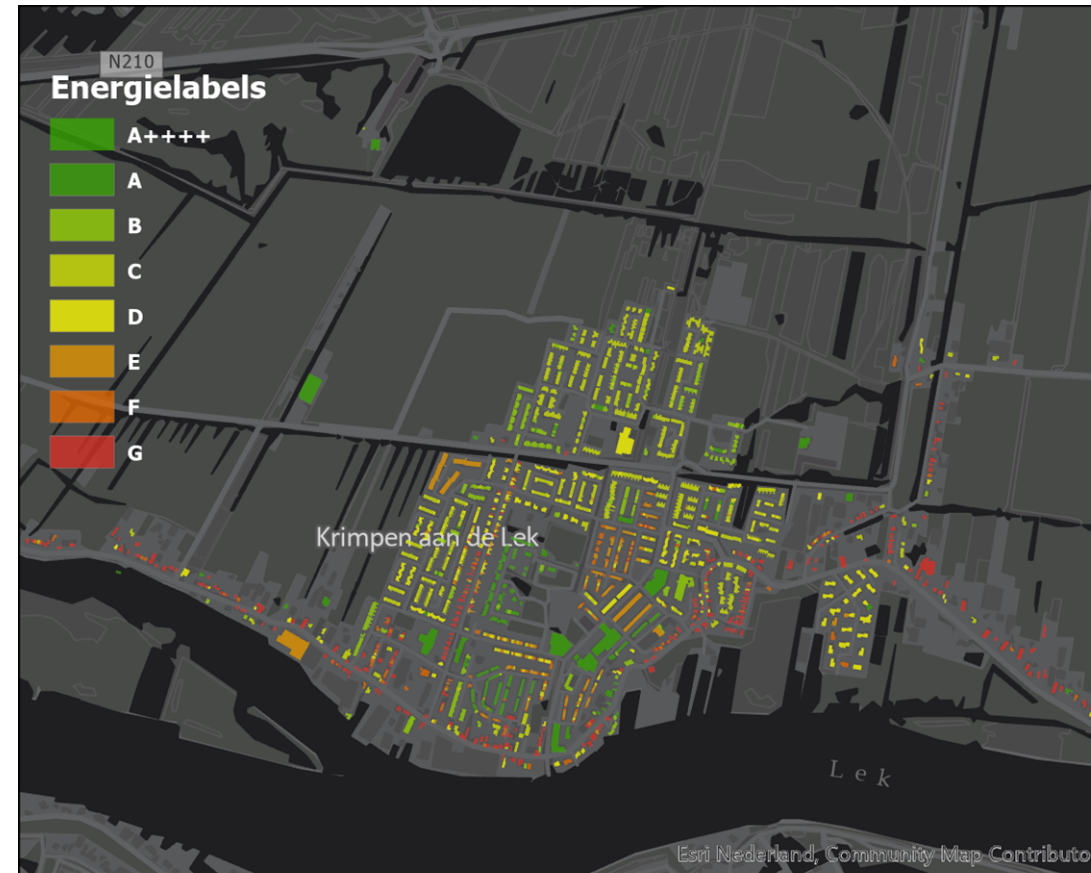 N210
Energielabels
A++++
A
B
C
D
E
F
G
Krimpen aan de Lek
Lek
Esri Nederland, Community Map Contributo